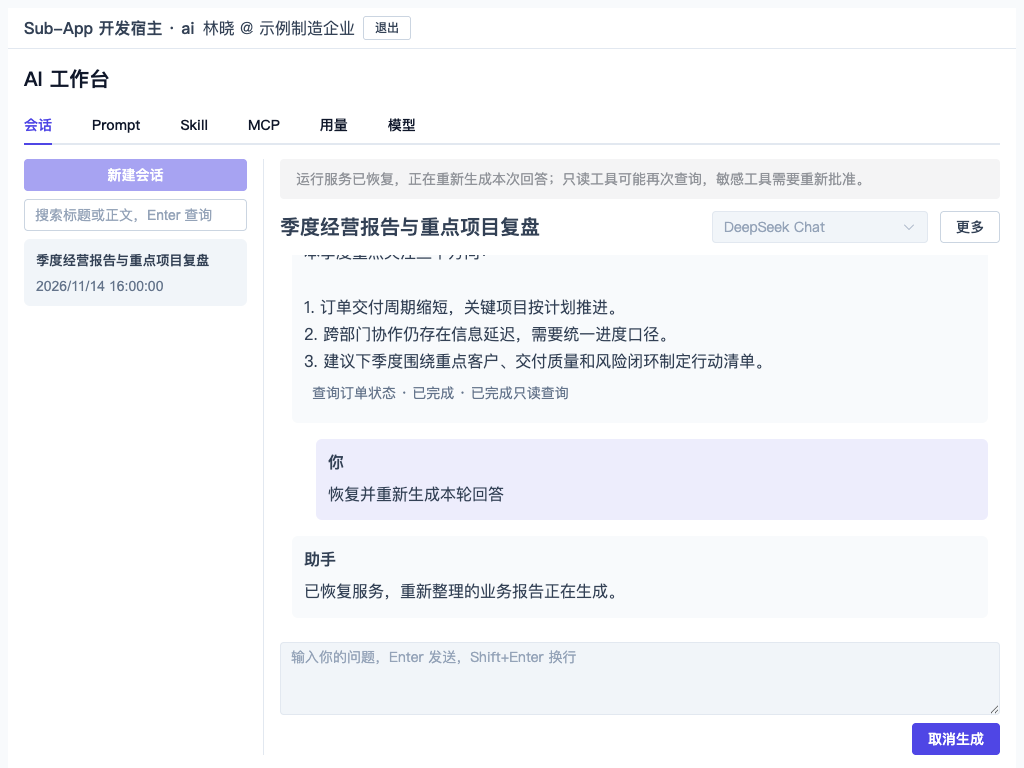 Sub-App 开发宿主 · ai 林晓 @ 示例制造企业 退出
AI 工作台
会话 Prompt Skill MCP 用量 模型
新建会话
搜索标题或正文，Enter 查询
季度经营报告与重点项目复盘
2026/11/14 16:00:00
运行服务已恢复，正在重新生成本次回答；只读工具可能再次查询，敏感工具需要重新批准。
季度经营报告与重点项目复盘 DeepSeek Chat 更多
1. 订单交付周期缩短，关键项目按计划推进。
2. 跨部门协作仍存在信息延迟，需要统一进度口径。
3. 建议下季度围绕重点客户、交付质量和风险闭环制定行动清单。
查询订单状态 · 已完成 · 已完成只读查询
你
恢复并重新生成本轮回答
助手
已恢复服务，重新整理的业务报告正在生成。
输入你的问题，Enter 发送，Shift+Enter 换行
取消生成